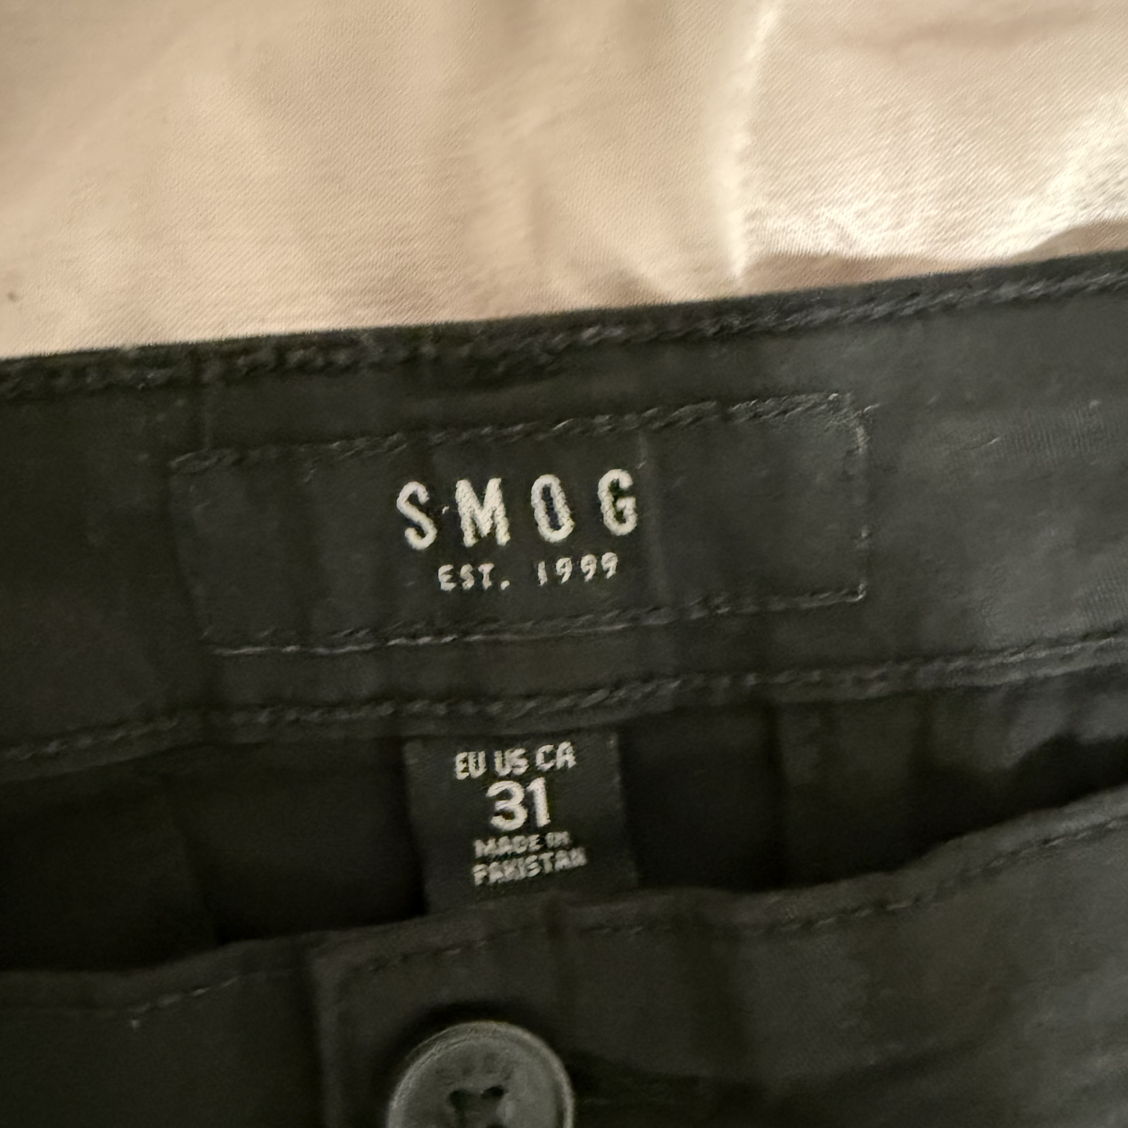 SMOG
EST. 1999
EU US CA
31
MADE IN
PAKISTAN